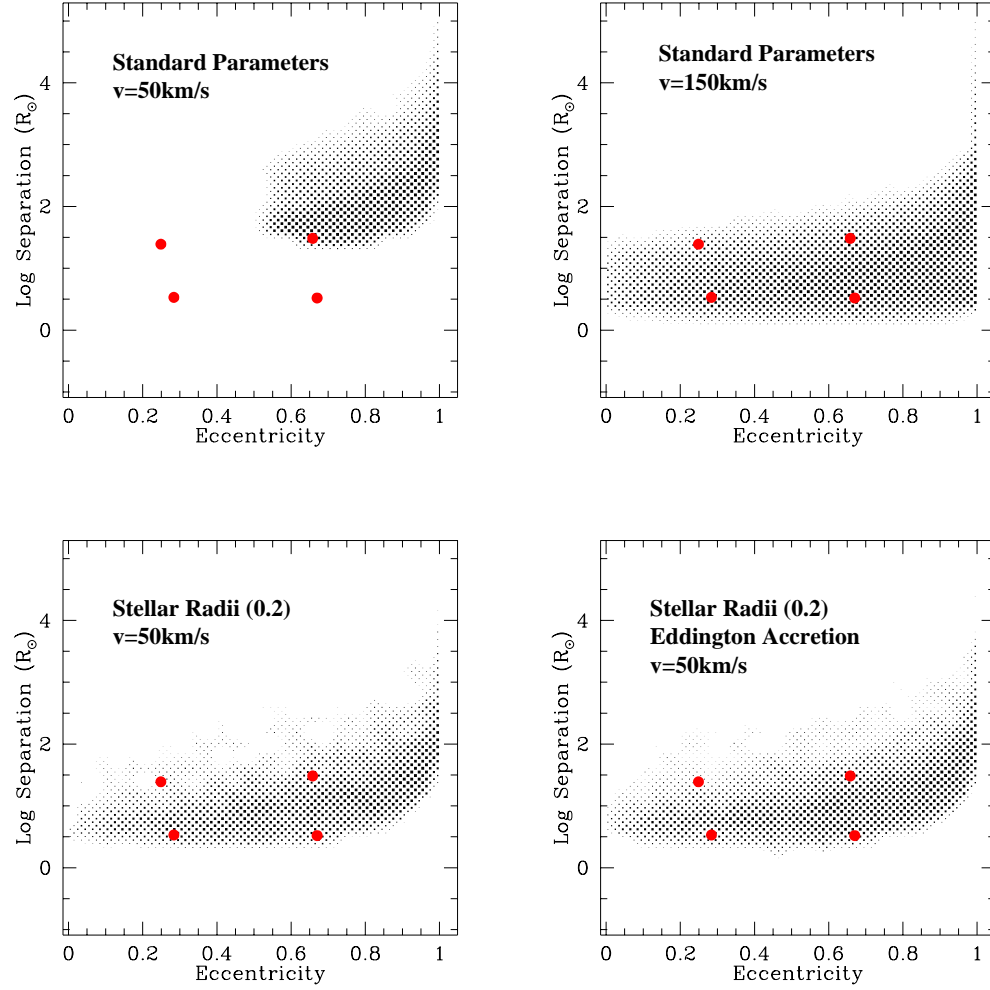 Standard Parameters
v=50km/s
Log Separation (R⊙)
4
2
0
0
0.2
0.4
0.6
0.8
1
Eccentricity
Standard Parameters
v=150km/s
Log Separation (R⊙)
4
2
0
0
0.2
0.4
0.6
0.8
1
Eccentricity
Stellar Radii (0.2)
v=50km/s
Log Separation (R⊙)
4
2
0
0
0.2
0.4
0.6
0.8
1
Eccentricity
Stellar Radii (0.2)
Eddington Accretion
v=50km/s
Log Separation (R⊙)
4
2
0
0
0.2
0.4
0.6
0.8
1
Eccentricity